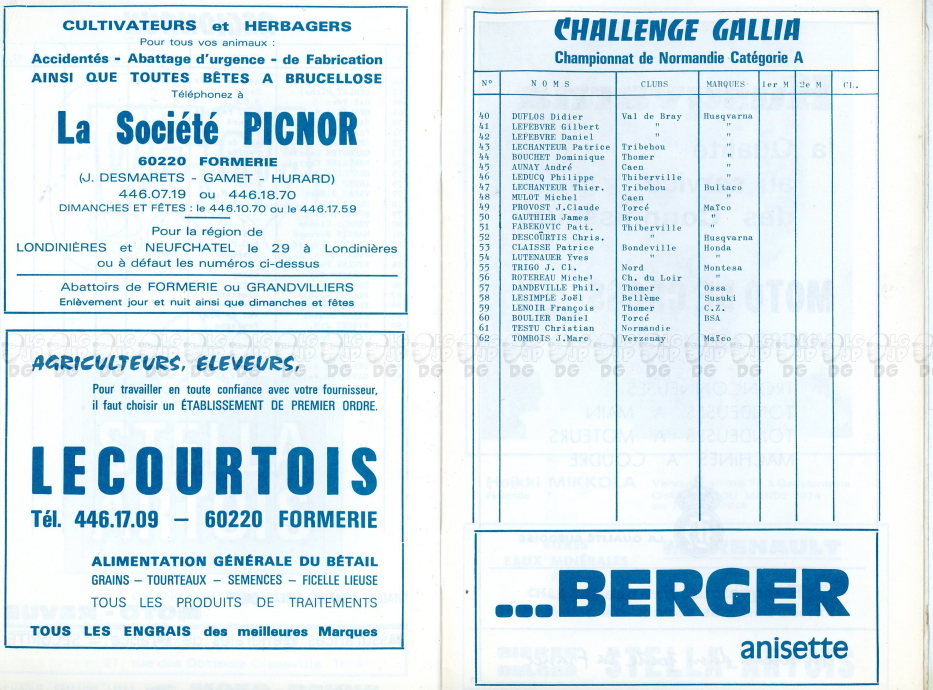 CULTIVATEURS et HERBAGERS
Pour tous vos animaux :
Accidentés - Abattage d'urgence - de Fabrication
AINSI QUE TOUTES BÊTES A BRUCELLOSE
Téléphonez à
La Société PICNOR
60220 FORMERIE
(J. DESMARETS - GAMET - HURARD)
446.07.19 ou 446.18.70
DIMANCHES ET FÊTES : le 446.10.70 ou le 446.17.59
Pour la région de
LONDINIÈRES et NEUFCHATEL le 29 à Londinières
ou à défaut les numéros ci-dessus
Abattoirs de FORMERIE ou GRANDVILLIERS
Enlèvement jour et nuit ainsi que dimanches et fêtes
AGRICULTEURS, ELEVEURS,
Pour travailler en toute confiance avec votre fournisseur,
il faut choisir un ÉTABLISSEMENT DE PREMIER ORDRE.
LECOURTOIS
Tél. 446.17.09 — 60220 FORMERIE
ALIMENTATION GÉNÉRALE DU BÉTAIL
GRAINS — TOURTEAUX — SEMENCES — FICELLE LIEUSE
TOUS LES PRODUITS DE TRAITEMENTS
TOUS LES ENGRAIS des meilleures Marques
CHALLENGE GALLIA
Championnat de Normandie Catégorie A
N° NOMS CLUBS MARQUES 1er M 2e M CL.
40 DUFLOS Didier Val de Bray Husqvarna
41 LEFEBVRE Gilbert " "
42 LEFEBVRE Daniel " "
43 LECHANTEUR Patrice Tribehou "
44 BOUCHET Dominique Thomer "
45 AUNAY André Caen "
46 LEDUCQ Philippe Thiberville "
47 LECHANTEUR Thier. Tribehou Bultaco
48 MULOT Michel Caen "
49 PROVOST J.Claude Torcé Maïco
50 GAUTHIER James Brou "
51 FABEKOVIC Patt. Thiberville "
52 DESCOURTIS Chris. " Husqvarna
53 CLAISSE Patrice Bondeville Honda
54 LUTENAUER Yves " "
55 TRIGO J. Cl. Nord Montesa
56 ROTEREAU Michel Ch. du Loir "
57 DANDEVILLE Phil. Thomer Ossa
58 LESIMPLE Joël Bellème Susuki
59 LENOIR François Thomer C.Z.
60 BOULIER Daniel Torcé BSA
61 TESTU Christian Normandie
62 TOMBOIS J.Marc Verzenay Maïco
...BERGER
anisette